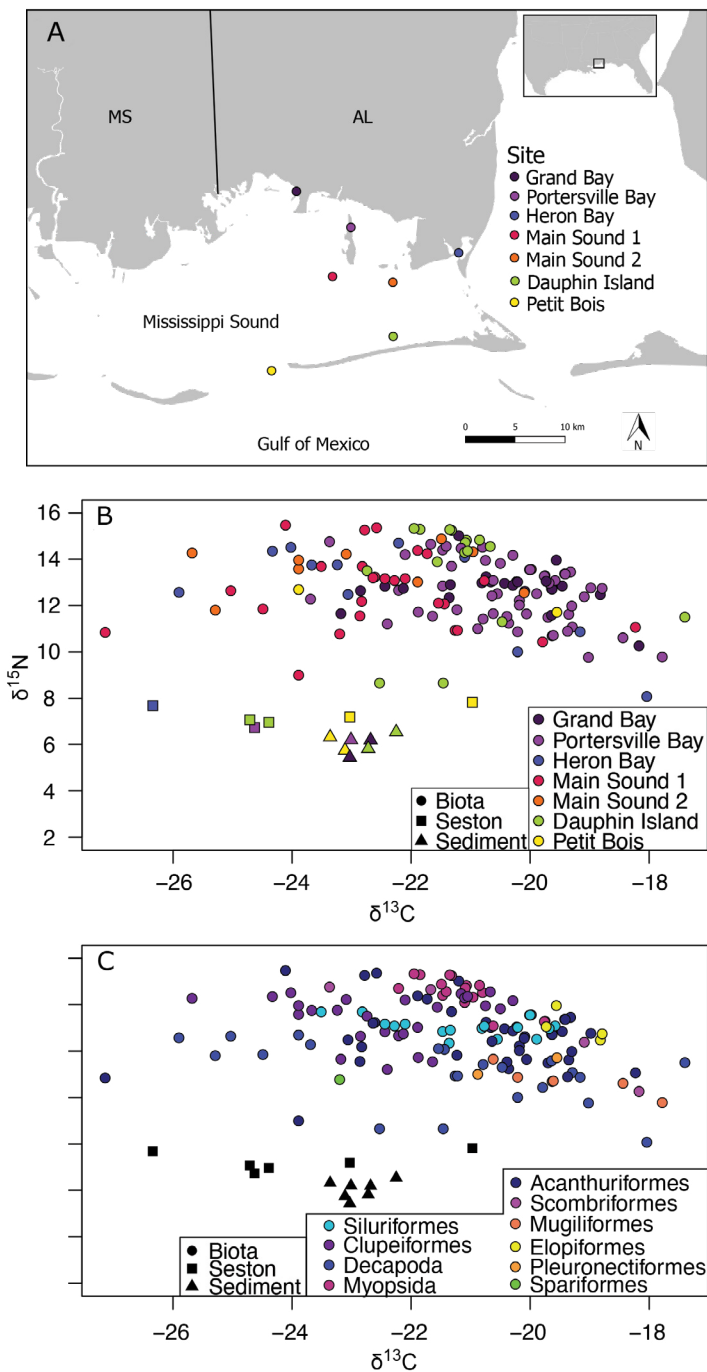 A
MS
AL
Site
Grand Bay
Portersville Bay
Heron Bay
Main Sound 1
Main Sound 2
Dauphin Island
Petit Bois
Mississippi Sound
Gulf of Mexico
0 5 10 km
N
B
16
14
12
10
8
6
4
2
δ15N
Biota
Seston
Sediment
Grand Bay
Portersville Bay
Heron Bay
Main Sound 1
Main Sound 2
Dauphin Island
Petit Bois
−26 −24 −22 −20 −18
δ13C
C
Biota
Seston
Sediment
Siluriformes
Clupeiformes
Decapoda
Myopsida
Acanthuriformes
Scombriformes
Mugiliformes
Elopiformes
Pleuronectiformes
Spariformes
−26 −24 −22 −20 −18
δ13C